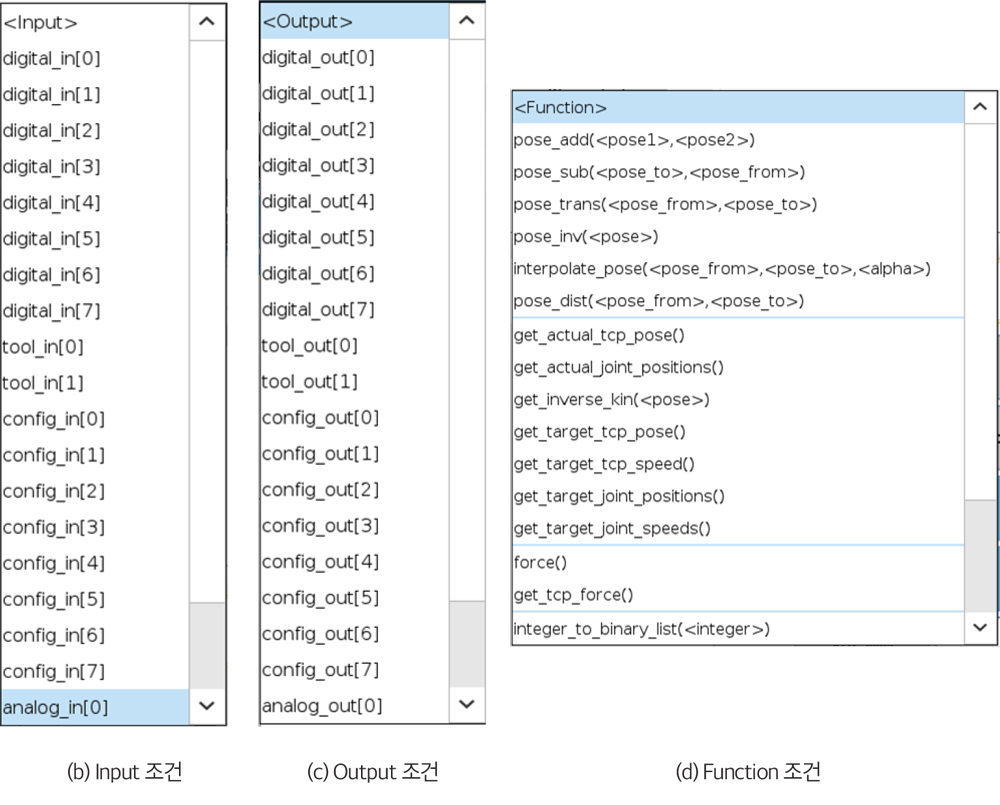 <Input>
digital_in[0]
digital_in[1]
digital_in[2]
digital_in[3]
digital_in[4]
digital_in[5]
digital_in[6]
digital_in[7]
tool_in[0]
tool_in[1]
config_in[0]
config_in[1]
config_in[2]
config_in[3]
config_in[4]
config_in[5]
config_in[6]
config_in[7]
analog_in[0]
(b) Input 조건
<Output>
digital_out[0]
digital_out[1]
digital_out[2]
digital_out[3]
digital_out[4]
digital_out[5]
digital_out[6]
digital_out[7]
tool_out[0]
tool_out[1]
config_out[0]
config_out[1]
config_out[2]
config_out[3]
config_out[4]
config_out[5]
config_out[6]
config_out[7]
analog_out[0]
(c) Output 조건
<Function>
pose_add(<pose1>,<pose2>)
pose_sub(<pose_to>,<pose_from>)
pose_trans(<pose_from>,<pose_to>)
pose_inv(<pose>)
interpolate_pose(<pose_from>,<pose_to>,<alpha>)
pose_dist(<pose_from>,<pose_to>)
get_actual_tcp_pose()
get_actual_joint_positions()
get_inverse_kin(<pose>)
get_target_tcp_pose()
get_target_tcp_speed()
get_target_joint_positions()
get_target_joint_speeds()
force()
get_tcp_force()
integer_to_binary_list(<integer>)
(d) Function 조건